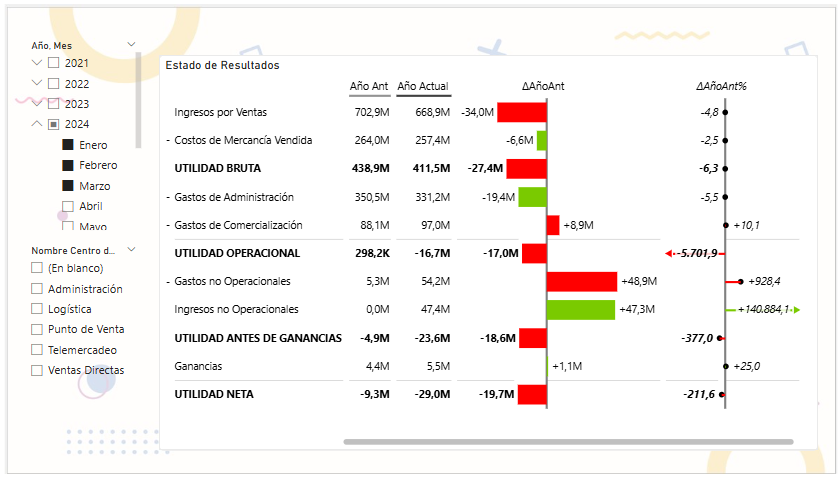 Año, Mes
2021
2022
2023
2024
Enero
Febrero
Marzo
Abril
Mayo
Nombre Centro d...
(En blanco)
Administración
Logística
Punto de Venta
Telemercadeo
Ventas Directas
Estado de Resultados
Año Ant Año Actual ΔAñoAnt ΔAñoAnt%
Ingresos por Ventas 702,9M 668,9M -34,0M -4,8
- Costos de Mercancía Vendida 264,0M 257,4M -6,6M -2,5
UTILIDAD BRUTA 438,9M 411,5M -27,4M -6,3
- Gastos de Administración 350,5M 331,2M -19,4M -5,5
- Gastos de Comercialización 88,1M 97,0M +8,9M +10,1
UTILIDAD OPERACIONAL 298,2K -16,7M -17,0M -5.701,9
- Gastos no Operacionales 5,3M 54,2M +48,9M +928,4
Ingresos no Operacionales 0,0M 47,4M +47,3M +140.884,1
UTILIDAD ANTES DE GANANCIAS -4,9M -23,6M -18,6M -377,0
Ganancias 4,4M 5,5M +1,1M +25,0
UTILIDAD NETA -9,3M -29,0M -19,7M -211,6